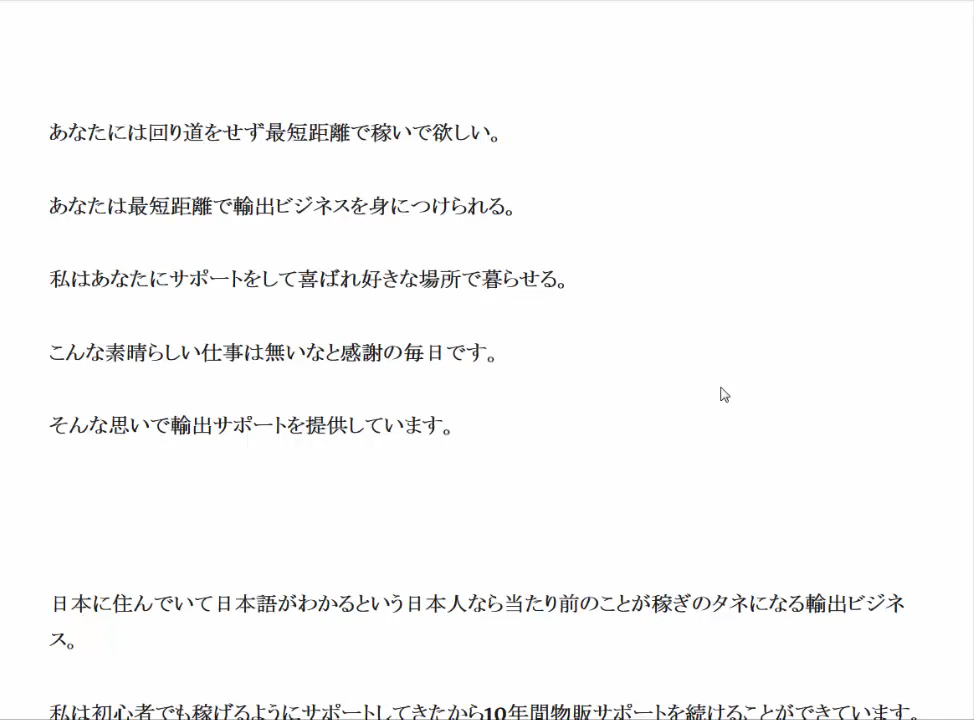 あなたには回り道をせず最短距離で稼いで欲しい。
あなたは最短距離で輸出ビジネスを身につけられる。
私はあなたにサポートをして喜ばれ好きな場所で暮らせる。
こんな素晴らしい仕事は無いなと感謝の毎日です。
そんな思いで輸出サポートを提供しています。
日本に住んでいて日本語がわかるという日本人なら当たり前のことが稼ぎのタネになる輸出ビジネ
ス。
私は初心者でも稼げるようにサポートしてきたから10年間物販サポートを続けることができています。